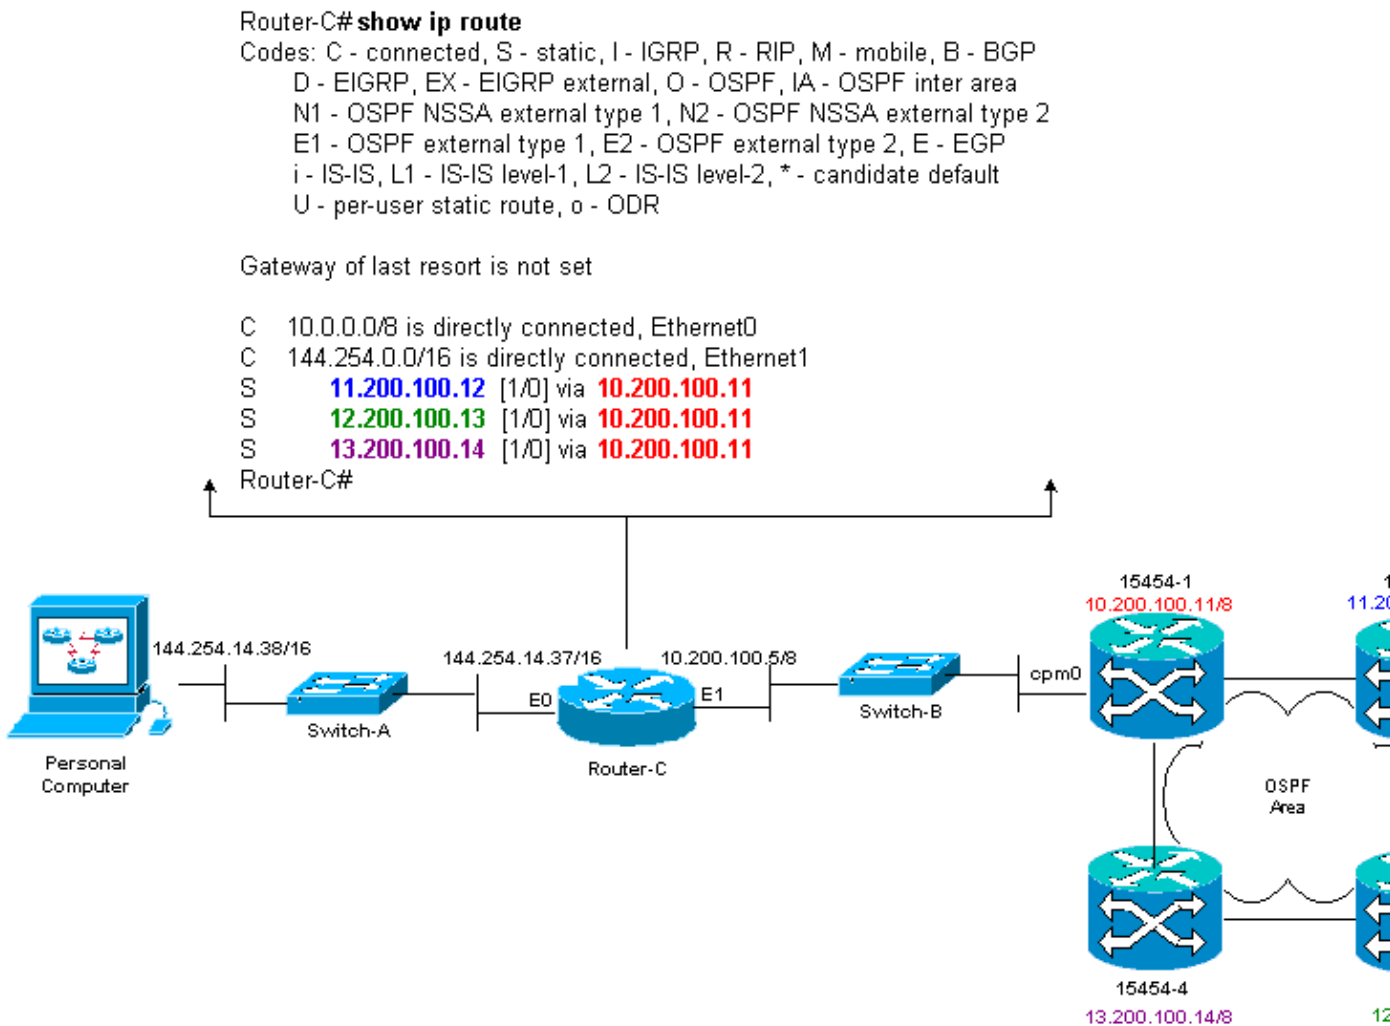 Router-C# show ip route
Codes: C - connected, S - static, I - IGRP, R - RIP, M - mobile, B - BGP
D - EIGRP, EX - EIGRP external, O - OSPF, IA - OSPF inter area
N1 - OSPF NSSA external type 1, N2 - OSPF NSSA external type 2
E1 - OSPF external type 1, E2 - OSPF external type 2, E - EGP
i - IS-IS, L1 - IS-IS level-1, L2 - IS-IS level-2, * - candidate default
U - per-user static route, o - ODR
Gateway of last resort is not set
C 10.0.0.0/8 is directly connected, Ethernet0
C 144.254.0.0/16 is directly connected, Ethernet1
S 11.200.100.12 [1/0] via 10.200.100.11
S 12.200.100.13 [1/0] via 10.200.100.11
S 13.200.100.14 [1/0] via 10.200.100.11
Router-C#
15454-1
10.200.100.11/8
144.254.14.38/16
144.254.14.37/16
10.200.100.5/8
cpm0
E0
E1
Switch-A
Switch-B
Personal
Computer
Router-C
OSPF
Area
15454-4
13.200.100.14/8